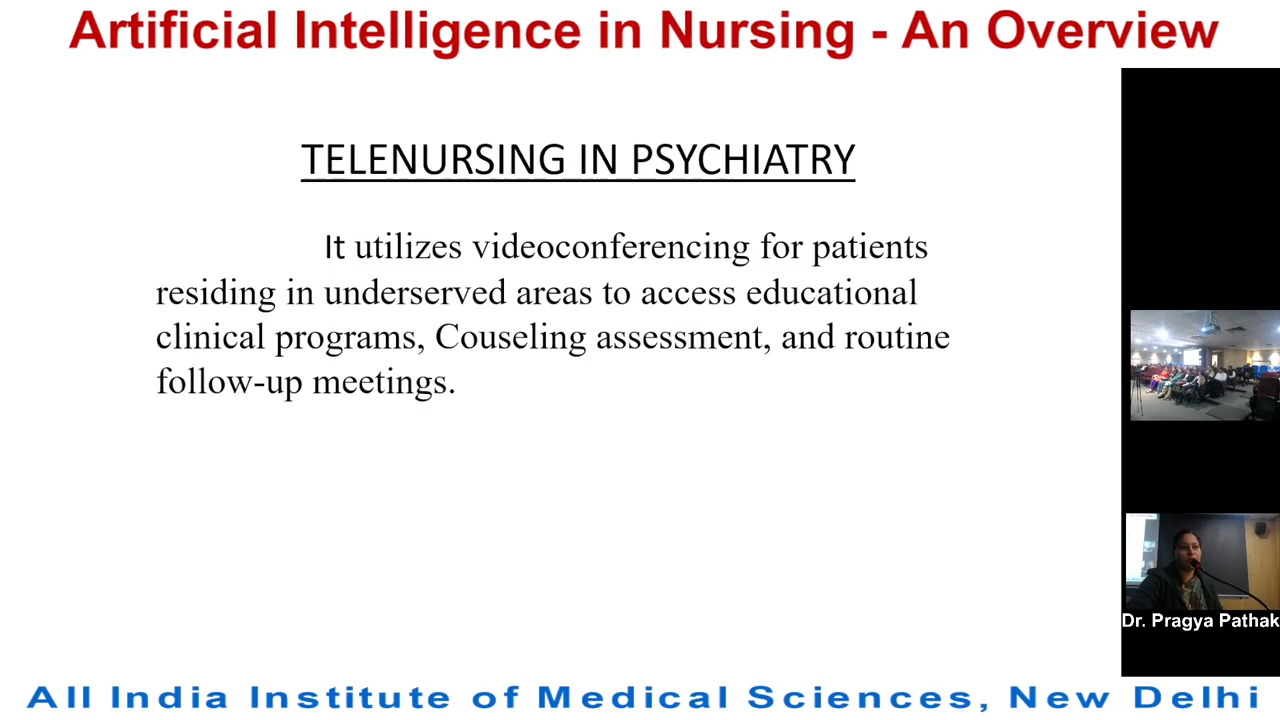 Artificial Intelligence in Nursing - An Overview
TELENURSING IN PSYCHIATRY
It utilizes videoconferencing for patients
residing in underserved areas to access educational
clinical programs, Couseling assessment, and routine
follow-up meetings.
Dr. Pragya Pathak
All India Institute of Medical Sciences, New Delhi